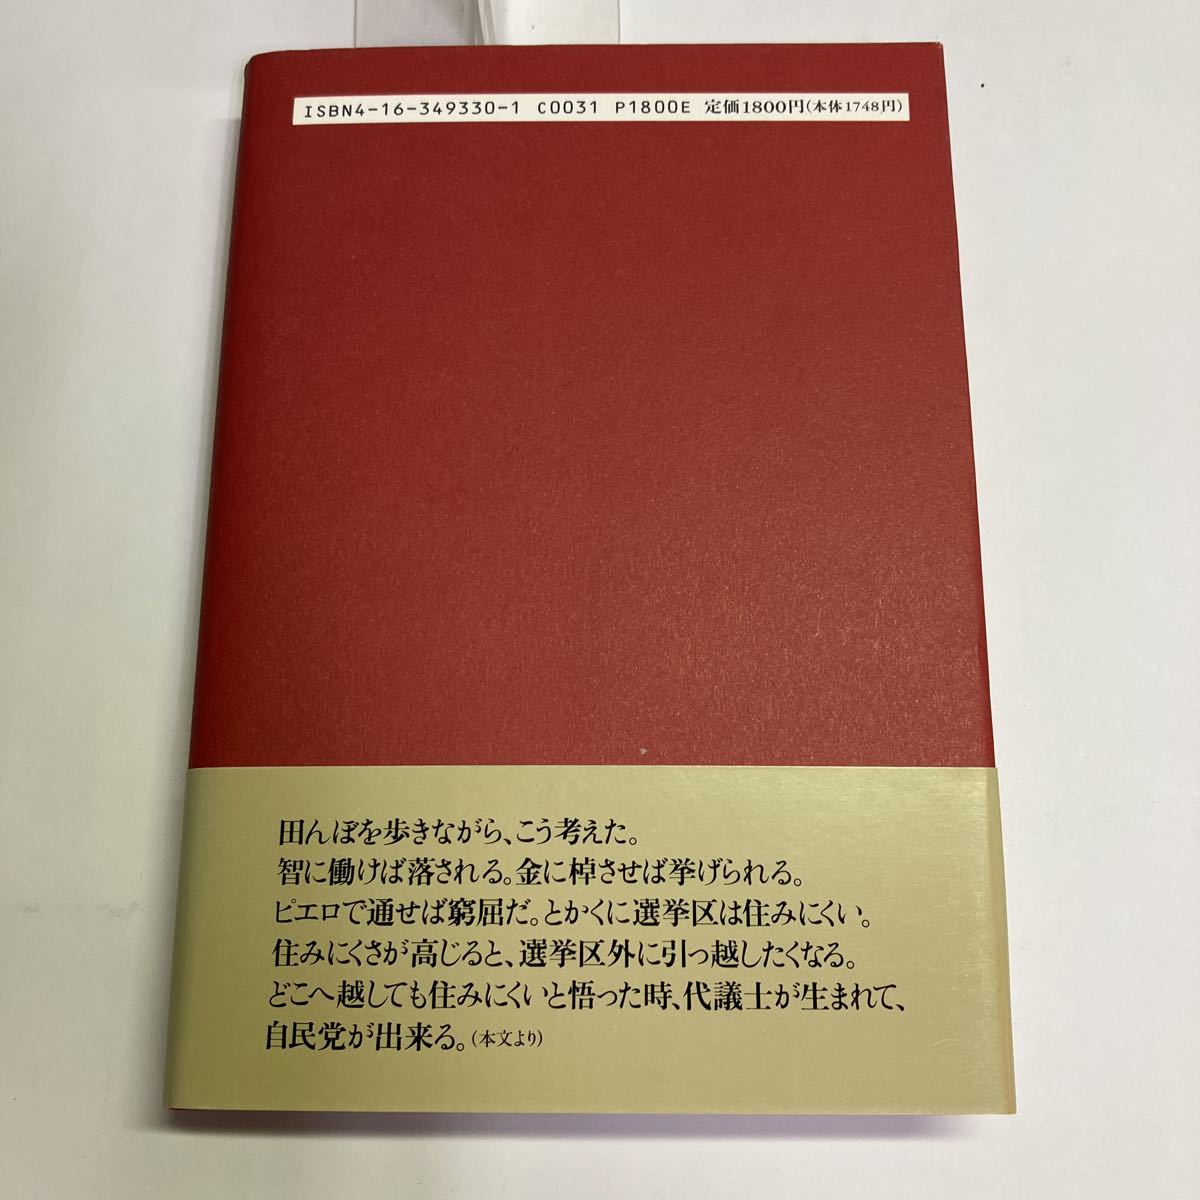 ISBN4-16-349330-1 C0031 P1800E 定価1800円(本体1748円)
田んぼを歩きながら、こう考えた。
智に働けば落される。金に棹させば挙げられる。
ピエロで通せば窮屈だ。とかくに選挙区は住みにくい。
住みにくさが高じると、選挙区外に引っ越したくなる。
どこへ越しても住みにくいと悟った時、代議士が生まれて、
自民党が出来る。(本文より)